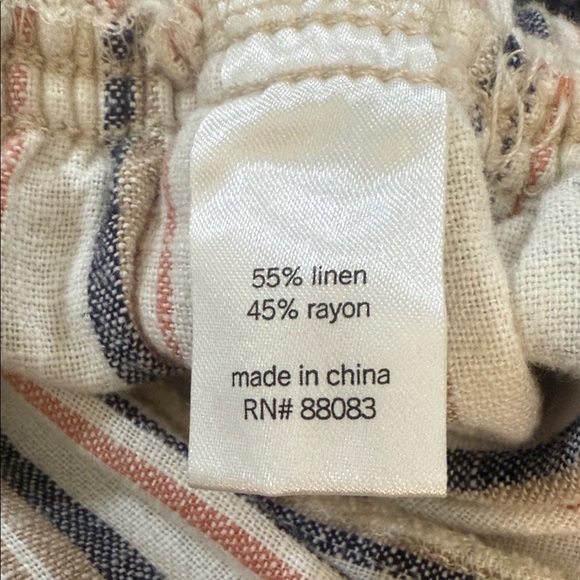 55% linen
45% rayon
made in china
RN# 88083